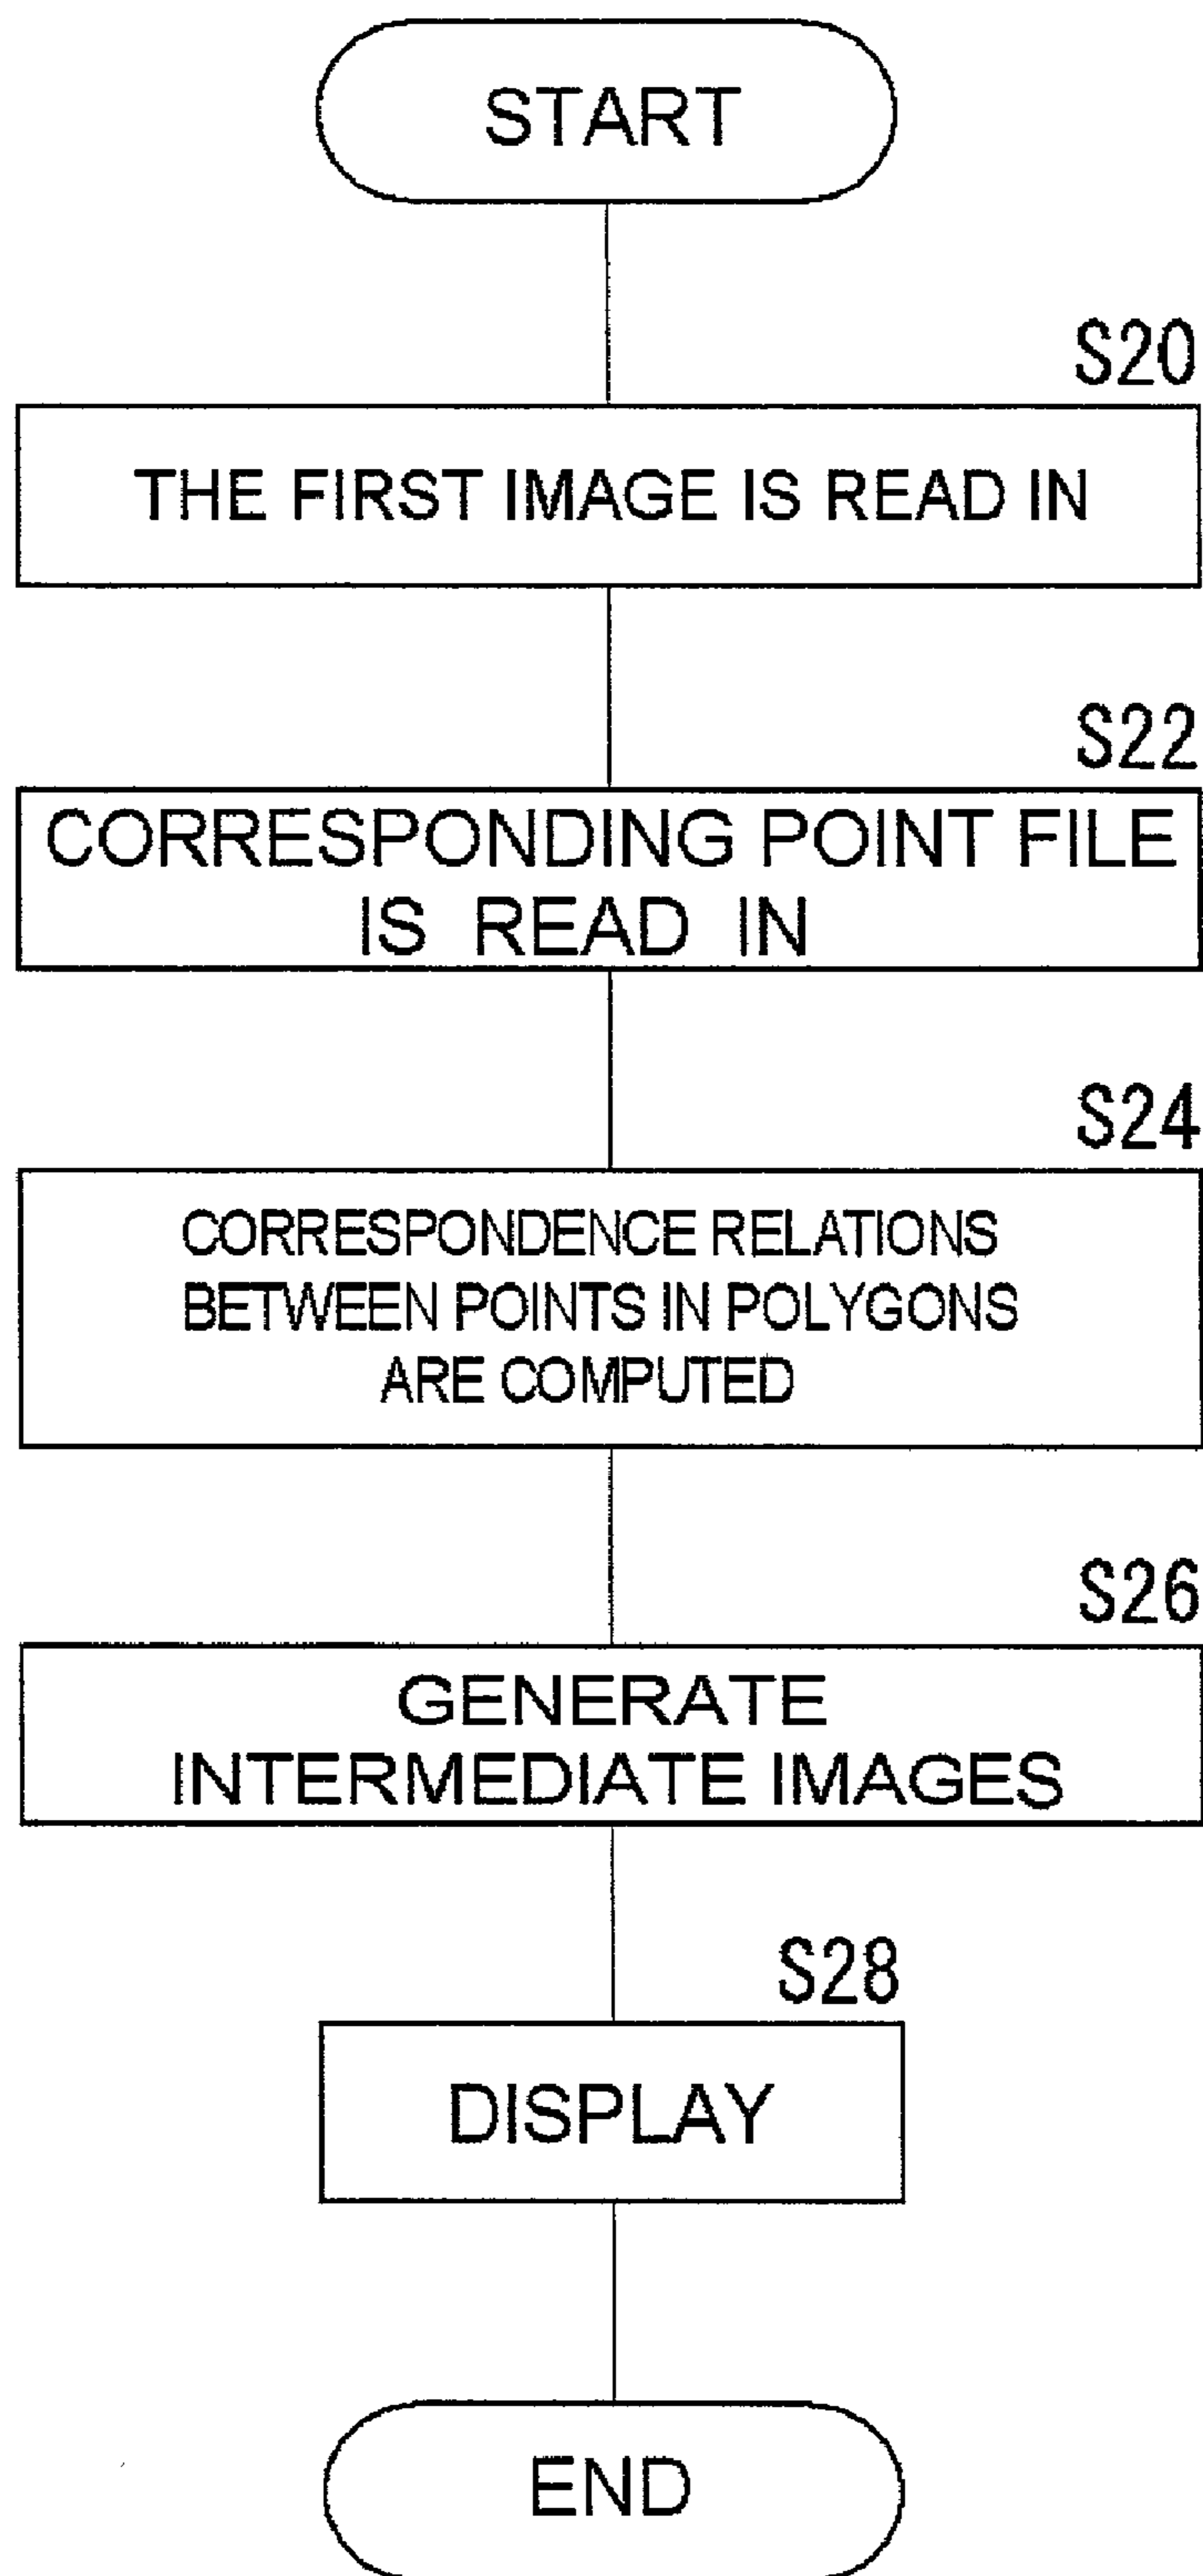 START
S20
THE FIRST IMAGE IS READ IN
S22
CORRESPONDING POINT FILE
IS READ IN
S24
CORRESPONDENCE RELATIONS
BETWEEN POINTS IN POLYGONS
ARE COMPUTED
S26
GENERATE
INTERMEDIATE IMAGES
S28
DISPLAY
END